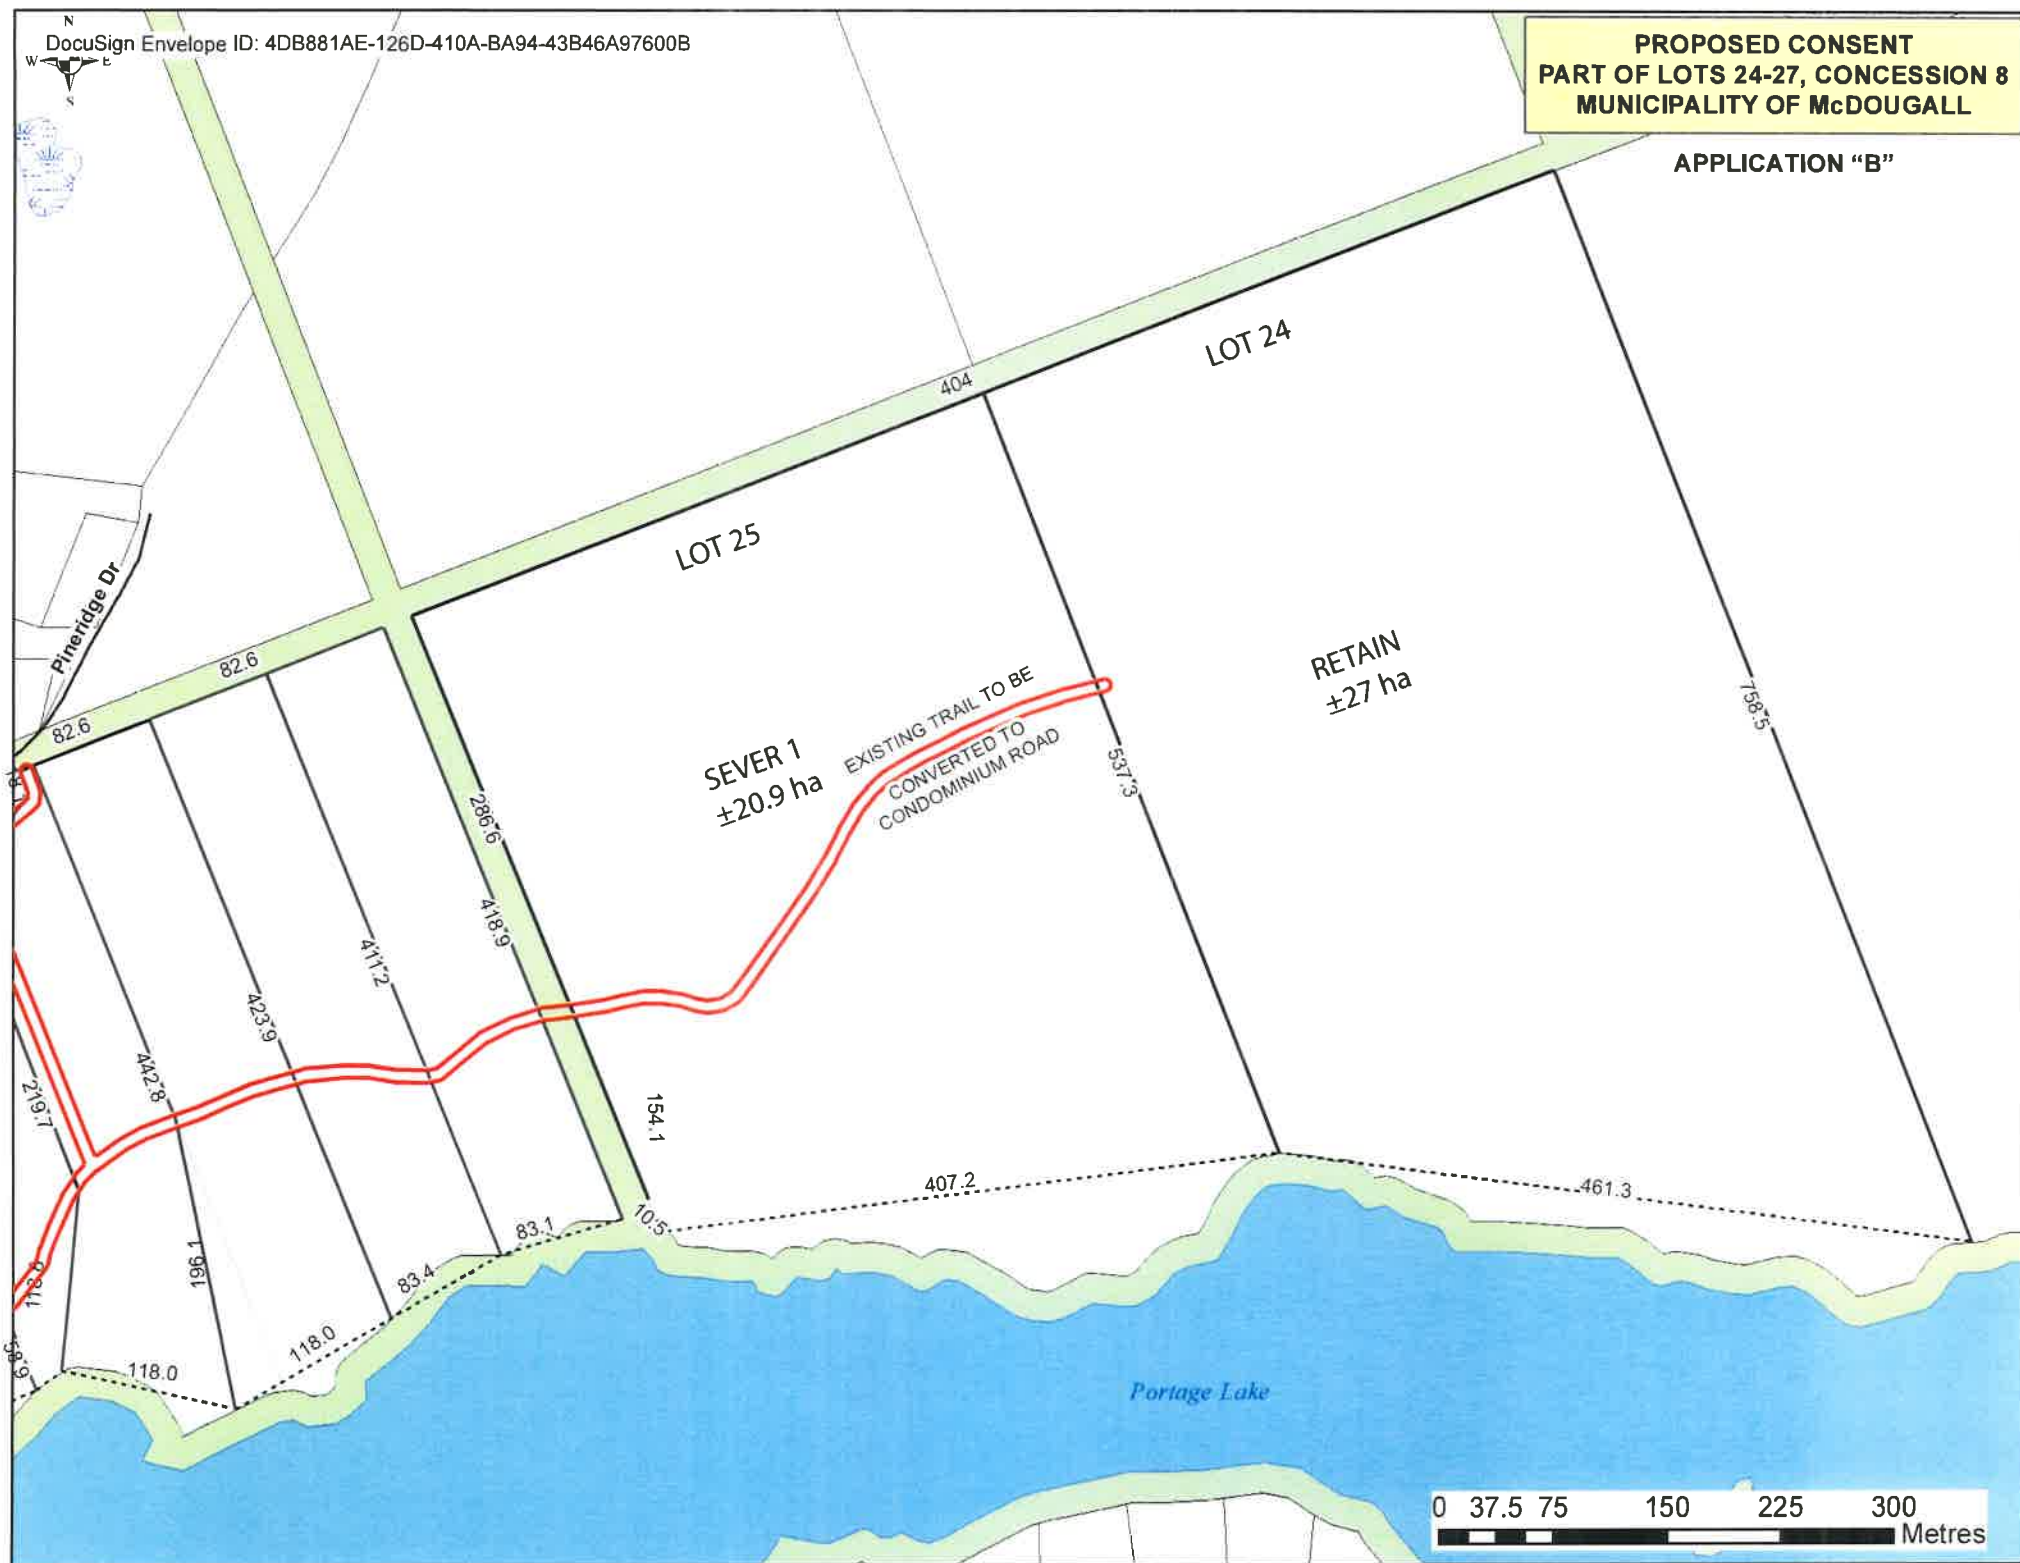 N
DocuSign Envelope ID: 4DB881AE-126D-410A-BA94-43B46A97600B
W E
S
PROPOSED CONSENT
PART OF LOTS 24-27, CONCESSION 8
MUNICIPALITY OF McDOUGALL
APPLICATION “B”
LOT 24
404
LOT 25
Pineridge Dr
82.6
82.6
RETAIN
±27 ha
758.5
SEVER 1
±20.9 ha
EXISTING TRAIL TO BE
CONVERTED TO
CONDOMINIUM ROAD
537.3
286.6
418.9
411.2
423.9
442.8
219.7
154.1
407.2
461.3
10.5
83.1
83.4
196.1
118.0
118.0
58.9
Portage Lake
0 37.5 75 150 225 300
Metres